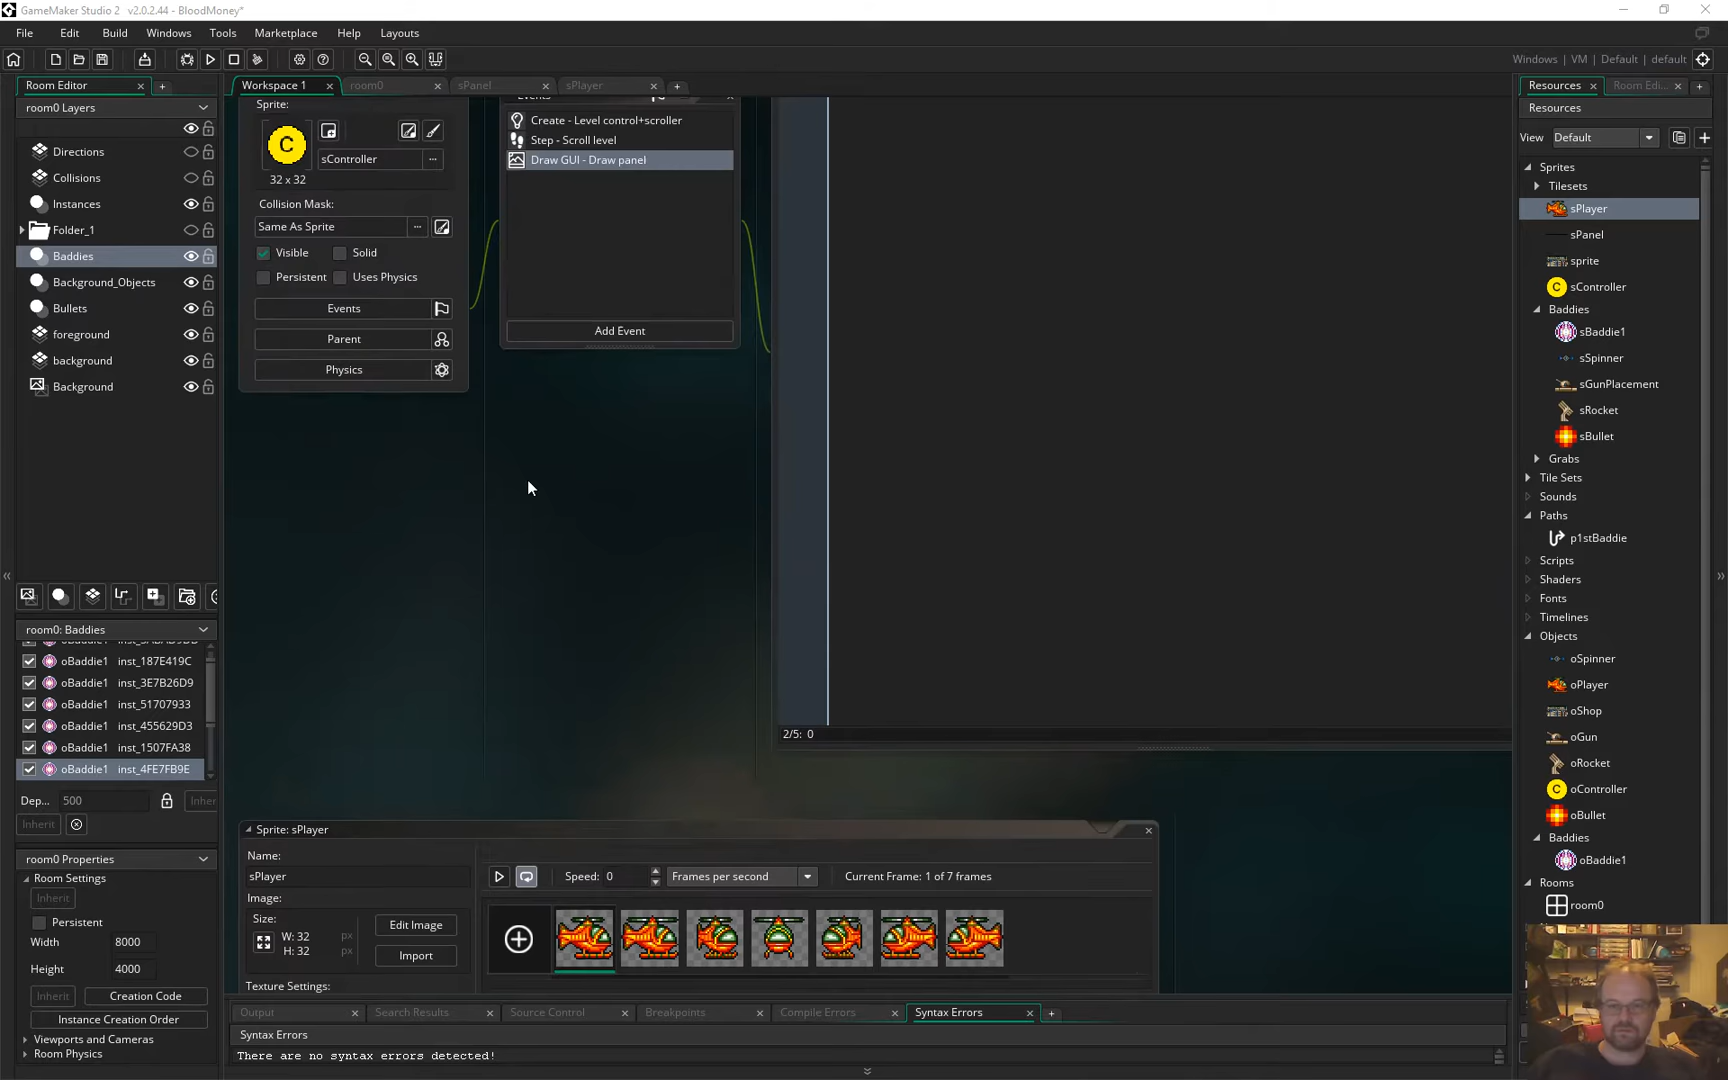 GameMaker Studio 2 v2.0.2.44 - BloodMoney*
File Edit Build Windows Tools Marketplace Help Layouts
Windows | VM | Default | default
Room Editor
room0 Layers
Directions
Collisions
Instances
Folder_1
Baddies
Background_Objects
Bullets
foreground
background
Background
room0: Baddies
oBaddie1 inst_187E419C
oBaddie1 inst_3E7B26D9
oBaddie1 inst_51707933
oBaddie1 inst_455629D3
oBaddie1 inst_1507FA38
oBaddie1 inst_4FE7FB9E
Dep... 500 Inher
Inherit
room0 Properties
Room Settings
Inherit
Persistent
Width 8000
Height 4000
Inherit Creation Code
Instance Creation Order
Viewports and Cameras
Room Physics
Workspace 1 room0 sPanel sPlayer
Sprite:
C
sController ...
32 x 32
Collision Mask:
Same As Sprite ...
Visible Solid
Persistent Uses Physics
Events
Parent
Physics
Events
Create - Level control+scroller
Step - Scroll level
Draw GUI - Draw panel
Add Event
2/5: 0
Sprite: sPlayer
Name:
sPlayer
Image:
Size:
W: 32 px
H: 32 px
Edit Image
Import
Texture Settings:
Speed: 0 Frames per second Current Frame: 1 of 7 frames
Output Search Results Source Control Breakpoints Compile Errors Syntax Errors
Syntax Errors
There are no syntax errors detected!
Resources Room Edi...
Resources
View Default
Sprites
Tilesets
sPlayer
sPanel
sprite
C sController
Baddies
sBaddie1
sSpinner
sGunPlacement
sRocket
sBullet
Grabs
Tile Sets
Sounds
Paths
p1stBaddie
Scripts
Shaders
Fonts
Timelines
Objects
oSpinner
oPlayer
oShop
oGun
oRocket
C oController
oBullet
Baddies
oBaddie1
Rooms
room0